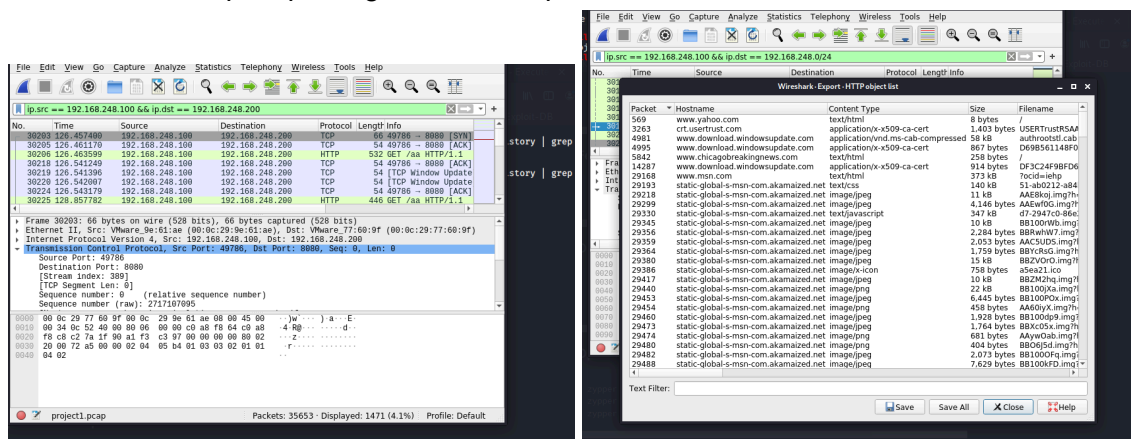 File Edit View Go Capture Analyze Statistics Telephony Wireless Tools Help
ip.src == 192.168.248.100 && ip.dst == 192.168.248.200
No. Time Source Destination Protocol Length Info
30203 126.457400 192.168.248.100 192.168.248.200 TCP 66 49786 → 8080 [SYN]
30205 126.461170 192.168.248.100 192.168.248.200 TCP 54 49786 → 8080 [ACK]
30206 126.463599 192.168.248.100 192.168.248.200 HTTP 532 GET /aa HTTP/1.1
30218 126.541249 192.168.248.100 192.168.248.200 TCP 54 49786 → 8080 [ACK]
30219 126.541396 192.168.248.100 192.168.248.200 TCP 54 [TCP Window Update
30220 126.542007 192.168.248.100 192.168.248.200 TCP 54 [TCP Window Update
30224 126.543179 192.168.248.100 192.168.248.200 TCP 54 49786 → 8080 [ACK]
30225 128.857782 192.168.248.100 192.168.248.200 HTTP 446 GET /aa HTTP/1.1
Frame 30203: 66 bytes on wire (528 bits), 66 bytes captured (528 bits)
Ethernet II, Src: VMware_9e:61:ae (00:0c:29:9e:61:ae), Dst: VMware_77:60:9f (00:0c:29:77:60:9f)
Internet Protocol Version 4, Src: 192.168.248.100, Dst: 192.168.248.200
Transmission Control Protocol, Src Port: 49786, Dst Port: 8080, Seq: 0, Len: 0
Source Port: 49786
Destination Port: 8080
[Stream index: 389]
[TCP Segment Len: 0]
Sequence number: 0 (relative sequence number)
Sequence number (raw): 2717107095
0000 00 0c 29 77 60 9f 00 0c 29 9e 61 ae 08 00 45 00 ··)w`··· )·a···E·
0010 00 34 0c 52 40 00 80 06 00 00 c0 a8 f8 64 c0 a8 ·4·R@··· ·····d··
0020 f8 c8 c2 7a 1f 90 a1 f3 c3 97 00 00 00 00 80 02 ···z···· ········
0030 20 00 72 a5 00 00 02 04 05 b4 01 03 03 02 01 01 ·r····· ········
0040 04 02 ··
project1.pcap Packets: 35653 · Displayed: 1471 (4.1%) Profile: Default
.story | grep
.story | grep
File Edit View Go Capture Analyze Statistics Telephony Wireless Tools Help
ip.src == 192.168.248.100 && ip.dst == 192.168.248.0/24
No. Time Source Destination Protocol Length Info
Wireshark · Export · HTTP object list
Packet Hostname Content Type Size Filename
569 www.yahoo.com text/html 8 bytes /
3263 crt.usertrust.com application/x-x509-ca-cert 1,403 bytes USERTrustRSAA
4981 www.download.windowsupdate.com application/vnd.ms-cab-compressed 58 kB authrootstl.cab
4995 www.download.windowsupdate.com application/x-x509-ca-cert 867 bytes D69B561148F0
5842 www.chicagobreakingnews.com text/html 258 bytes /
14287 www.download.windowsupdate.com application/x-x509-ca-cert 914 bytes DF3C24F9BFD6
29168 www.msn.com text/html 373 kB ?ocid=iehp
29193 static-global-s-msn-com.akamaized.net text/css 140 kB 51-ab0212-a84
29218 static-global-s-msn-com.akamaized.net image/jpeg 11 kB AAE8koj.img?h
29299 static-global-s-msn-com.akamaized.net image/jpeg 4,146 bytes AAEwf0G.img?
29330 static-global-s-msn-com.akamaized.net text/javascript 347 kB d7-2947c0-86e
29345 static-global-s-msn-com.akamaized.net image/jpeg 10 kB BB100rWb.img?
29356 static-global-s-msn-com.akamaized.net image/jpeg 2,284 bytes BBRwhW7.img?
29359 static-global-s-msn-com.akamaized.net image/jpeg 2,053 bytes AAC5UDS.img?
29364 static-global-s-msn-com.akamaized.net image/jpeg 1,759 bytes BBYcRsG.img?
29380 static-global-s-msn-com.akamaized.net image/jpeg 15 kB BBZVOrO.img?
29386 static-global-s-msn-com.akamaized.net image/x-icon 758 bytes a5ea21.ico
29417 static-global-s-msn-com.akamaized.net image/jpeg 10 kB BBZM2hq.img?
29440 static-global-s-msn-com.akamaized.net image/png 22 kB BB100jXa.img?
29453 static-global-s-msn-com.akamaized.net image/jpeg 6,445 bytes BB100POx.img?
29454 static-global-s-msn-com.akamaized.net image/png 458 bytes AA60iyX.img?
29460 static-global-s-msn-com.akamaized.net image/jpeg 1,928 bytes BB100dp9.img?
29473 static-global-s-msn-com.akamaized.net image/jpeg 1,764 bytes BBXc05x.img?h
29474 static-global-s-msn-com.akamaized.net image/png 681 bytes AAywOab.img?
29480 static-global-s-msn-com.akamaized.net image/png 404 bytes BBO6J5d.img?h
29482 static-global-s-msn-com.akamaized.net image/jpeg 2,073 bytes BB100OFq.img?
29488 static-global-s-msn-com.akamaized.net image/jpeg 7,629 bytes BB100kFD.img?
Text Filter:
Save Save All Close Help